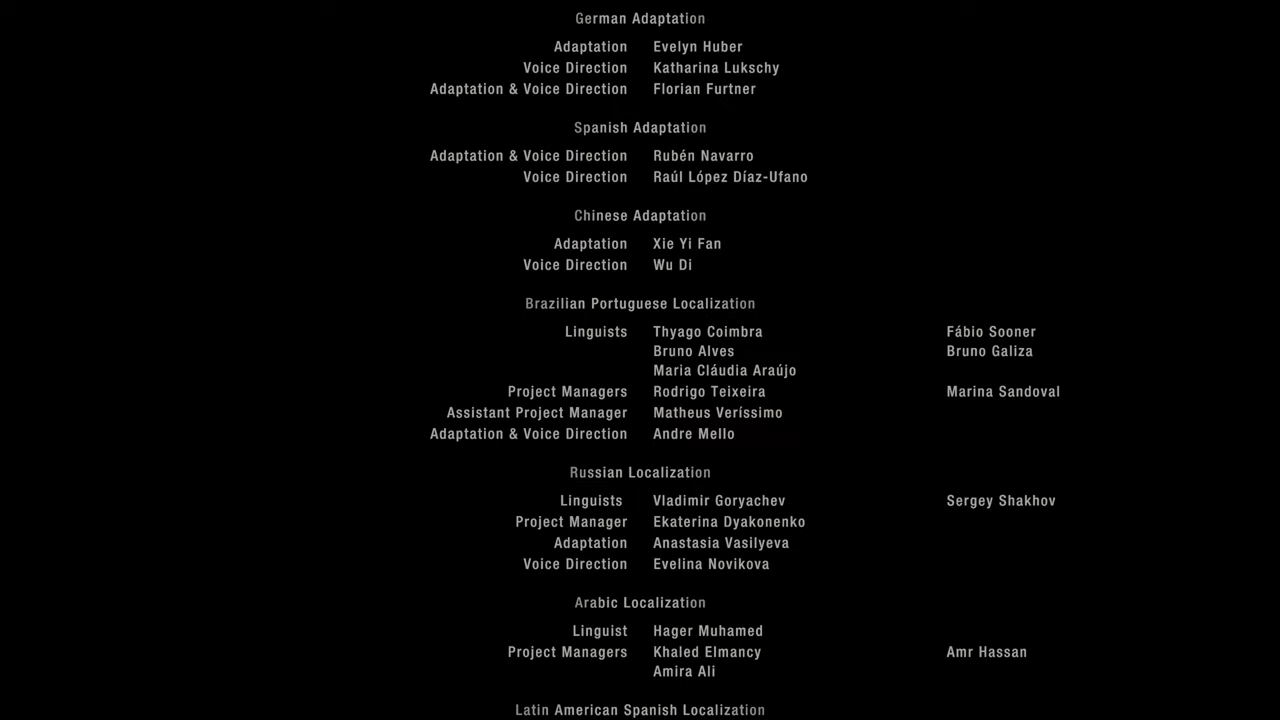 German Adaptation
Adaptation Evelyn Huber
Voice Direction Katharina Lukschy
Adaptation & Voice Direction Florian Furtner
Spanish Adaptation
Adaptation & Voice Direction Rubén Navarro
Voice Direction Raúl López Díaz-Ufano
Chinese Adaptation
Adaptation Xie Yi Fan
Voice Direction Wu Di
Brazilian Portuguese Localization
Linguists Thyago Coimbra Fábio Sooner
Bruno Alves Bruno Galiza
Maria Cláudia Araújo
Project Managers Rodrigo Teixeira Marina Sandoval
Assistant Project Manager Matheus Veríssimo
Adaptation & Voice Direction Andre Mello
Russian Localization
Linguists Vladimir Goryachev Sergey Shakhov
Project Manager Ekaterina Dyakonenko
Adaptation Anastasia Vasilyeva
Voice Direction Evelina Novikova
Arabic Localization
Linguist Hager Muhamed
Project Managers Khaled Elmancy Amr Hassan
Amira Ali
Latin American Spanish Localization